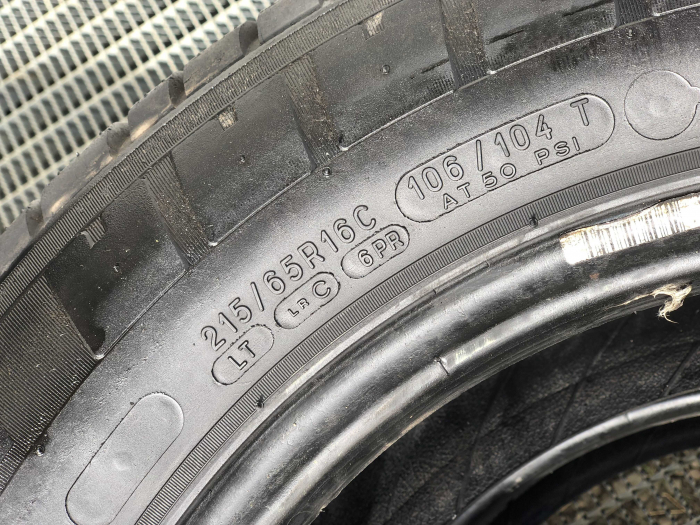 215/65R16C
106/104 T
LT
LR C
6PR
AT 50 PSI